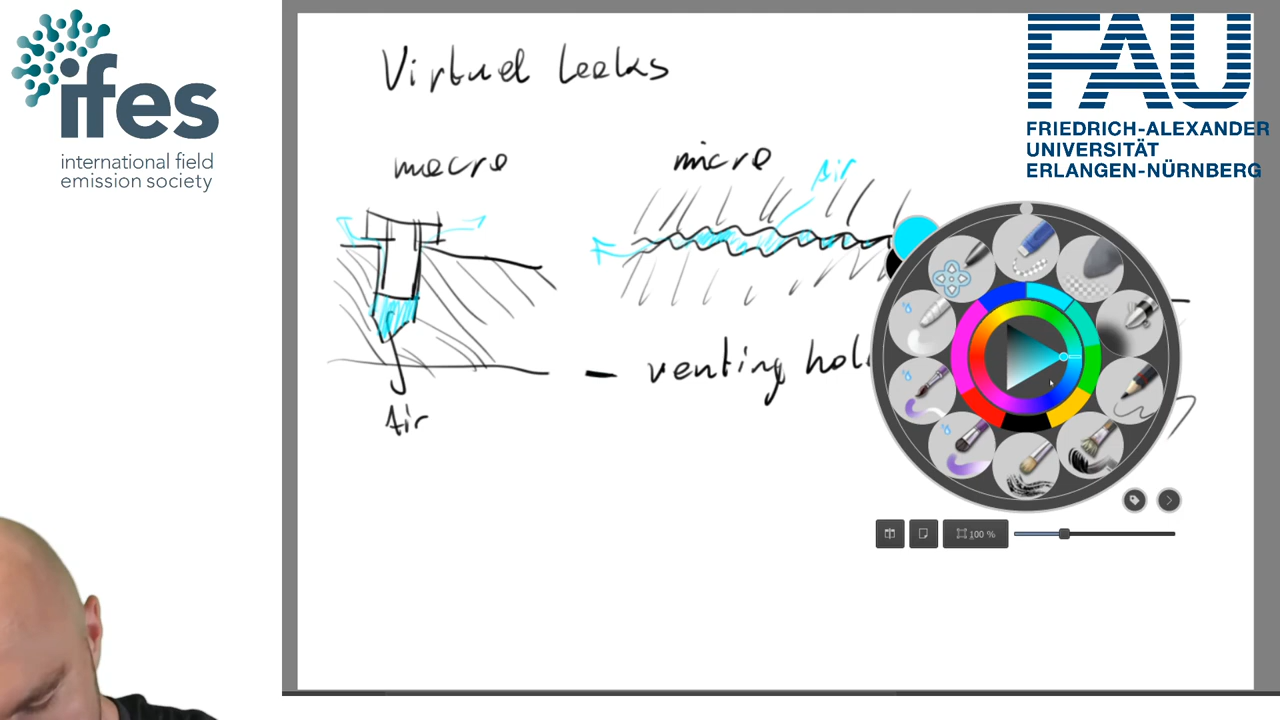 ifes
international field
emission society
FAU
FRIEDRICH-ALEXANDER
UNIVERSITÄT
ERLANGEN-NÜRNBERG
Virtual leaks
macro
micro
Air
Air
- venting hol
100 %